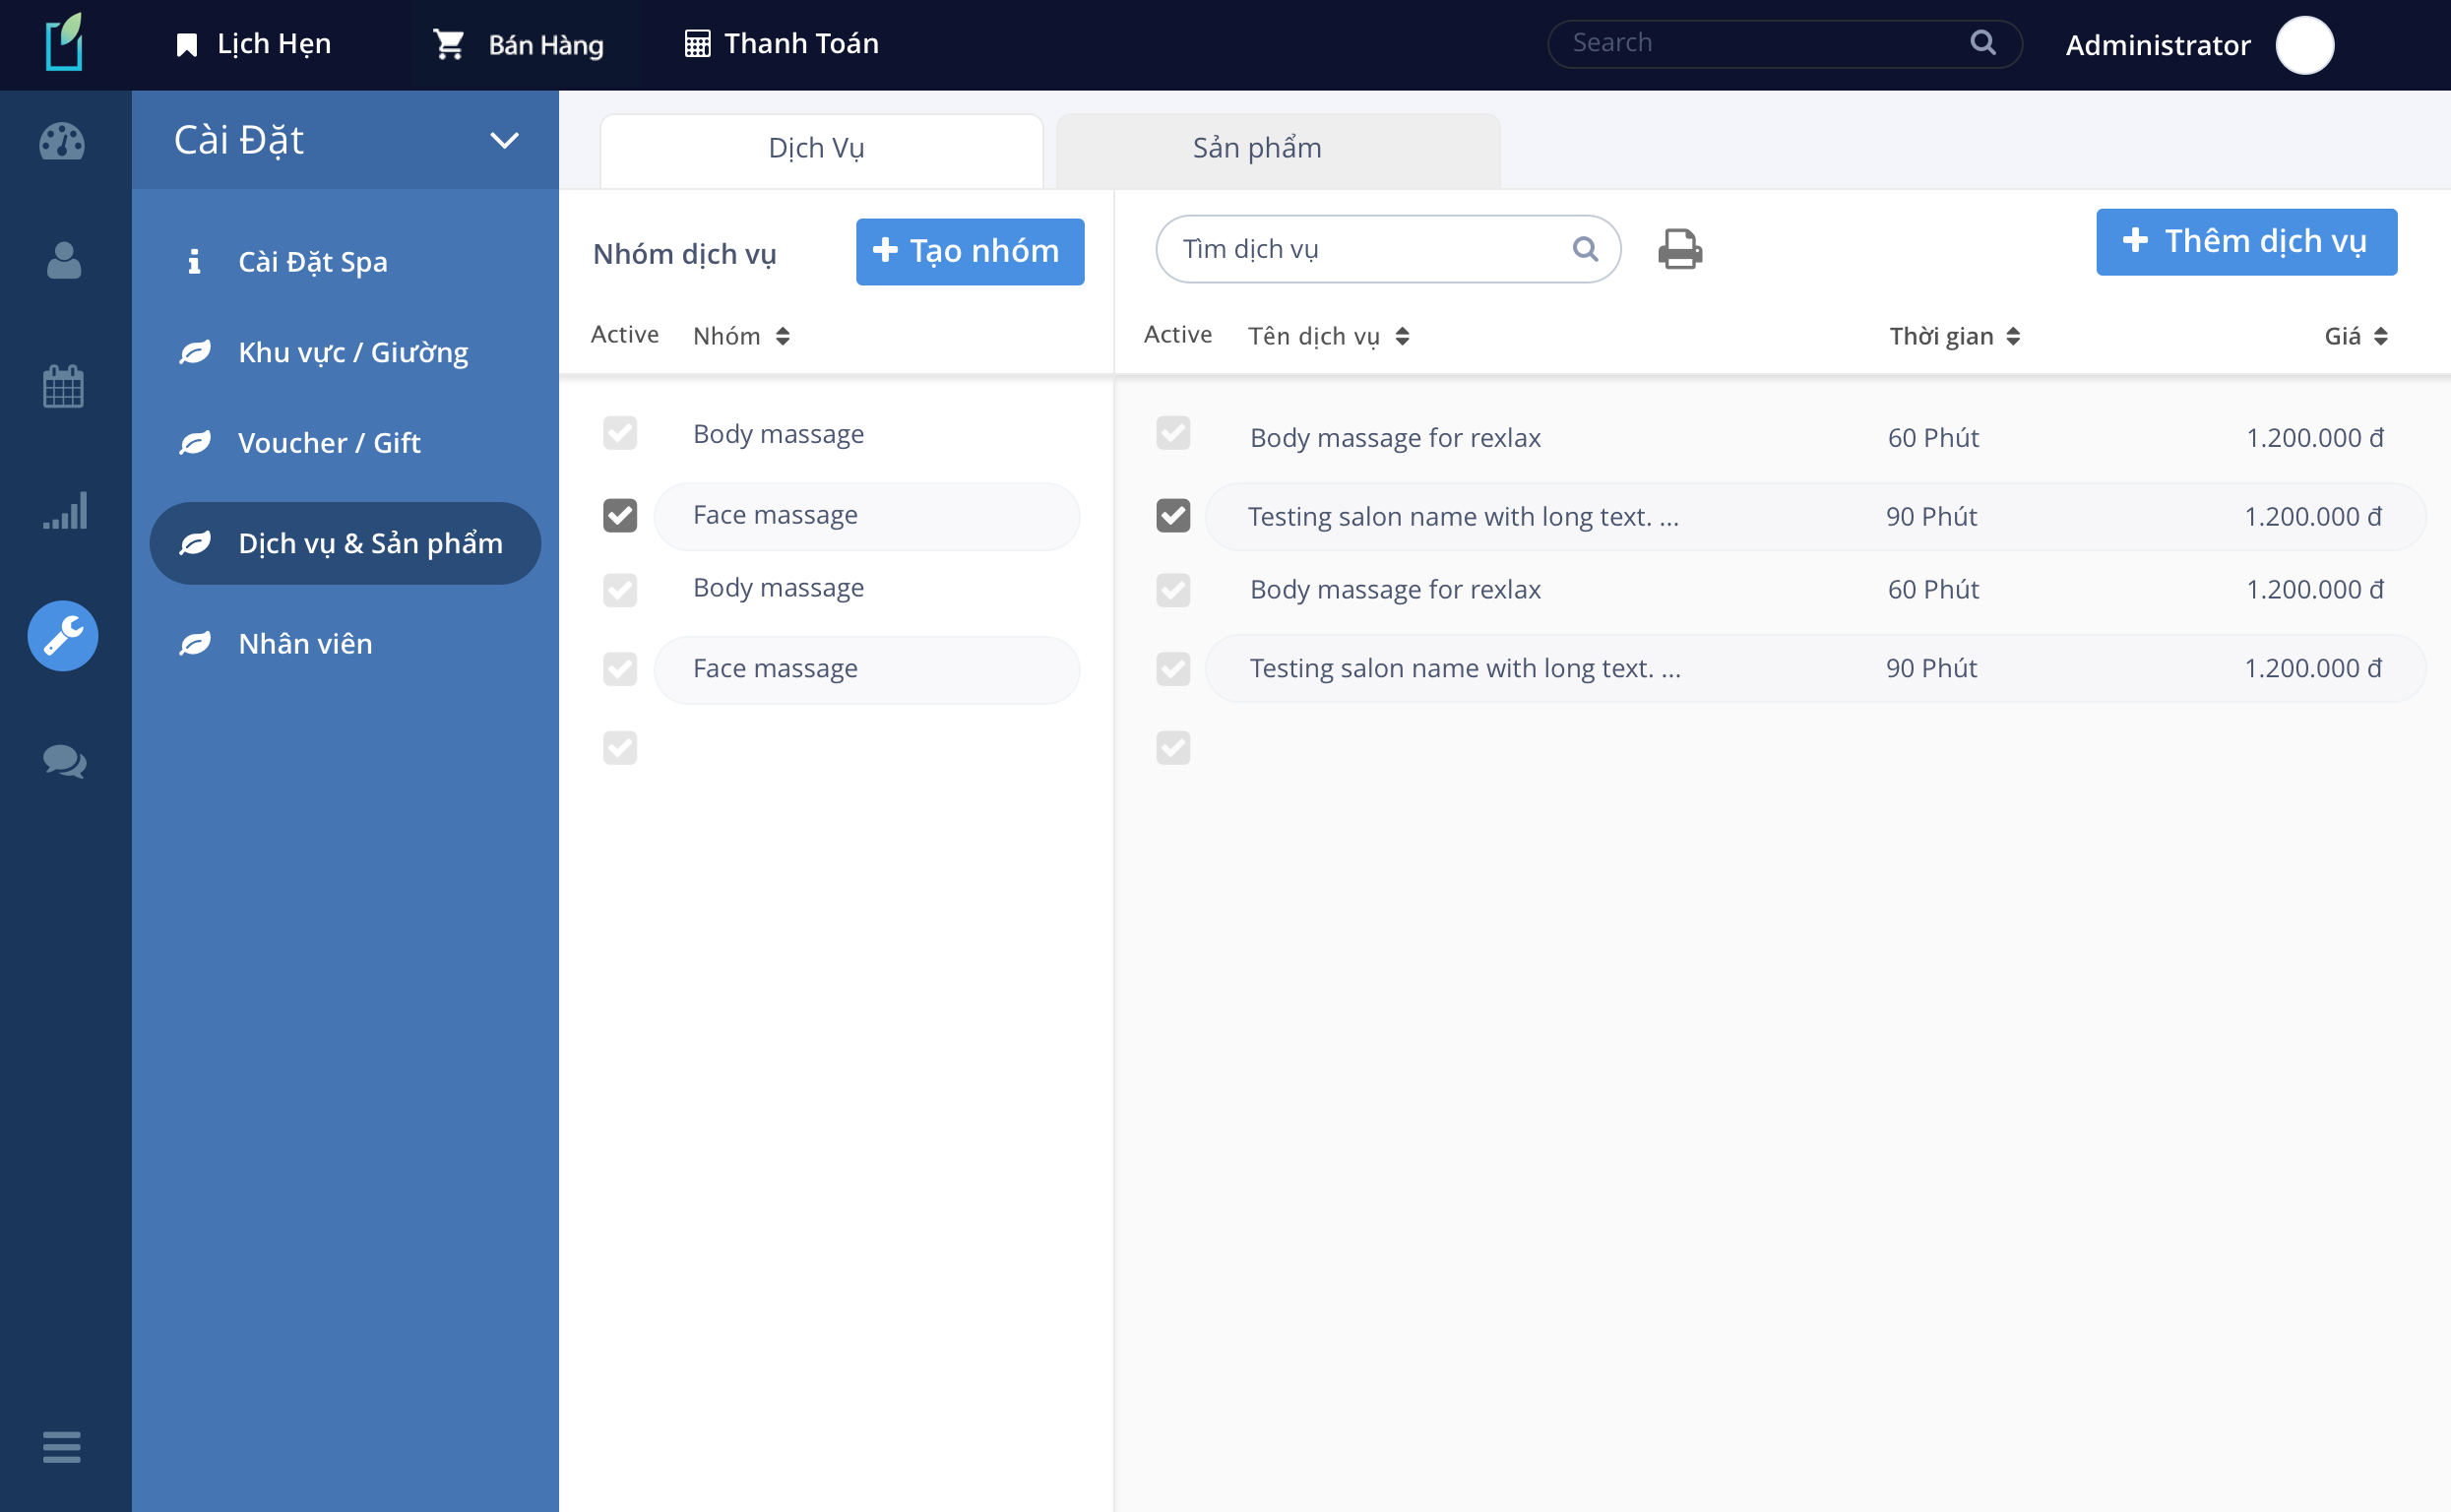 Lịch Hẹn
Bán Hàng
Thanh Toán
Search
Administrator
Cài Đặt
Cài Đặt Spa
Khu vực / Giường
Voucher / Gift
Dịch vụ & Sản phẩm
Nhân viên
Dịch Vụ
Sản phẩm
Nhóm dịch vụ
Tạo nhóm
Active Nhóm
Body massage
Face massage
Body massage
Face massage
Tìm dịch vụ
Thêm dịch vụ
Active Tên dịch vụ Thời gian Giá
Body massage for rexlax 60 Phút 1.200.000 đ
Testing salon name with long text. ... 90 Phút 1.200.000 đ
Body massage for rexlax 60 Phút 1.200.000 đ
Testing salon name with long text. ... 90 Phút 1.200.000 đ